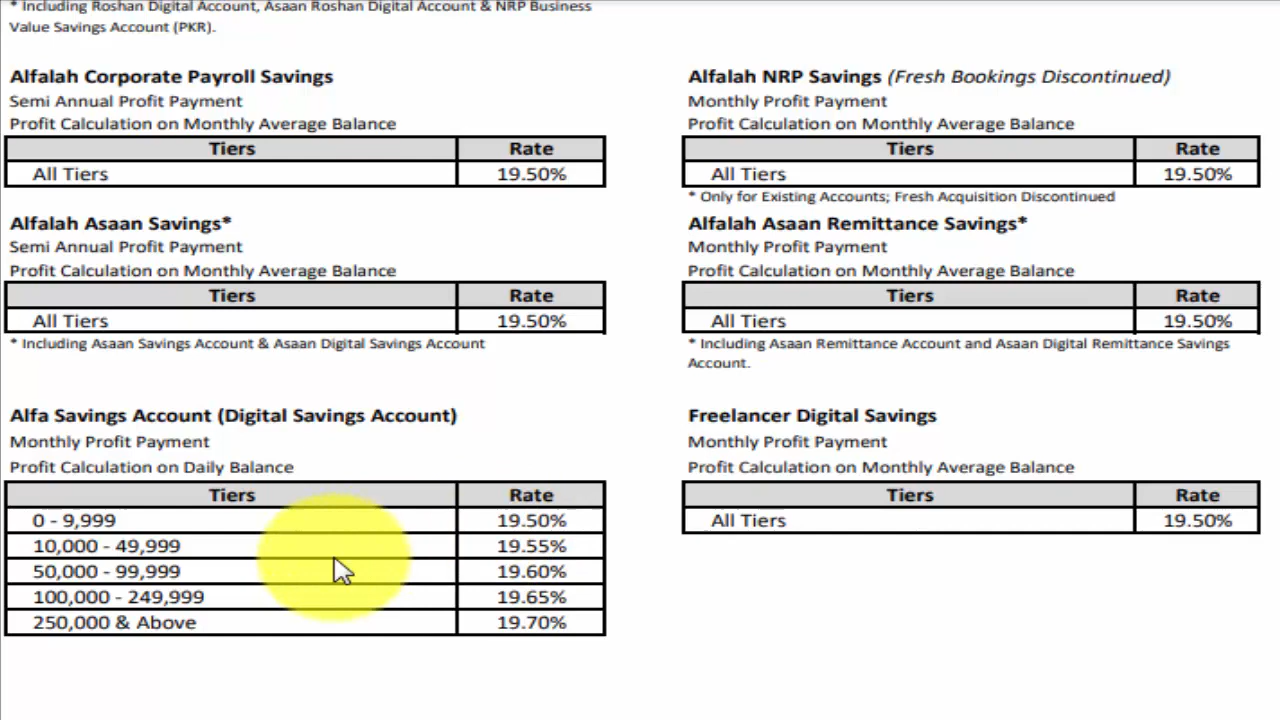 * Including Roshan Digital Account, Asaan Roshan Digital Account & NRP Business
Value Savings Account (PKR).
Alfalah Corporate Payroll Savings
Semi Annual Profit Payment
Profit Calculation on Monthly Average Balance
Tiers Rate
All Tiers 19.50%
Alfalah NRP Savings (Fresh Bookings Discontinued)
Monthly Profit Payment
Profit Calculation on Monthly Average Balance
Tiers Rate
All Tiers 19.50%
* Only for Existing Accounts; Fresh Acquisition Discontinued
Alfalah Asaan Savings*
Semi Annual Profit Payment
Profit Calculation on Monthly Average Balance
Tiers Rate
All Tiers 19.50%
* Including Asaan Savings Account & Asaan Digital Savings Account
Alfalah Asaan Remittance Savings*
Monthly Profit Payment
Profit Calculation on Monthly Average Balance
Tiers Rate
All Tiers 19.50%
* Including Asaan Remittance Account and Asaan Digital Remittance Savings
Account.
Alfa Savings Account (Digital Savings Account)
Monthly Profit Payment
Profit Calculation on Daily Balance
Tiers Rate
0 - 9,999 19.50%
10,000 - 49,999 19.55%
50,000 - 99,999 19.60%
100,000 - 249,999 19.65%
250,000 & Above 19.70%
Freelancer Digital Savings
Monthly Profit Payment
Profit Calculation on Monthly Average Balance
Tiers Rate
All Tiers 19.50%